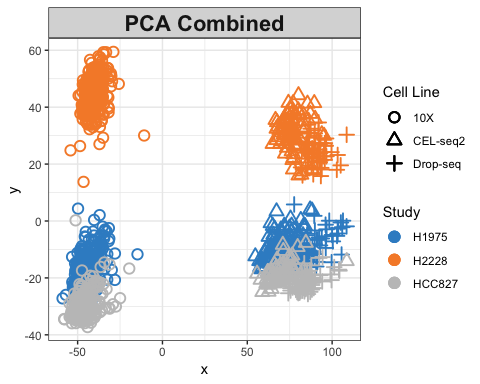 PCA Combined
60
40
20
0
-20
-40
y
-50
0
50
100
x
Cell Line
10X
CEL-seq2
Drop-seq
Study
H1975
H2228
HCC827